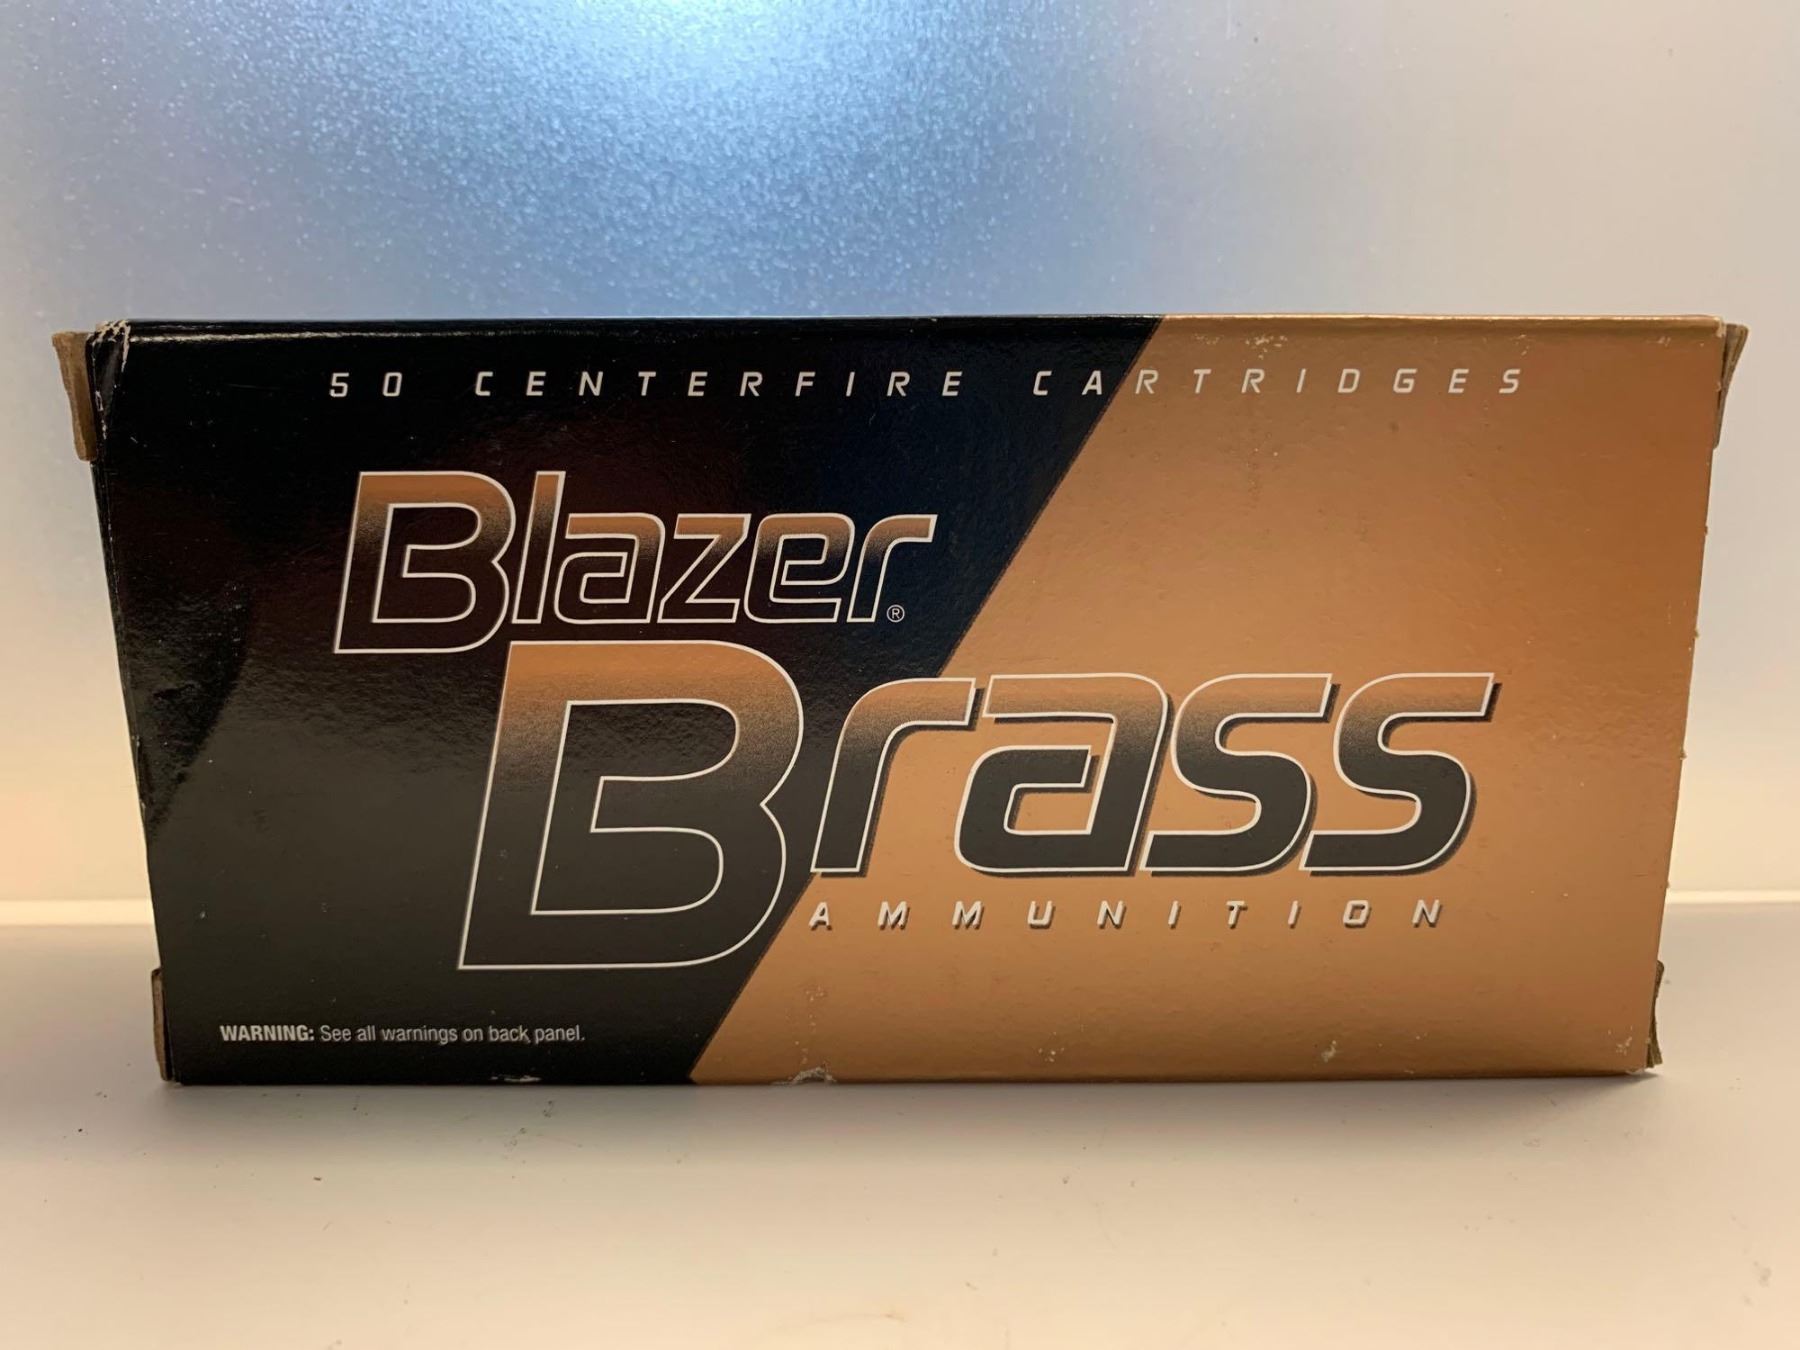 50 CENTERFIRE CARTRIDGES
Blazer®
Brass
AMMUNITION
WARNING: See all warnings on back panel.